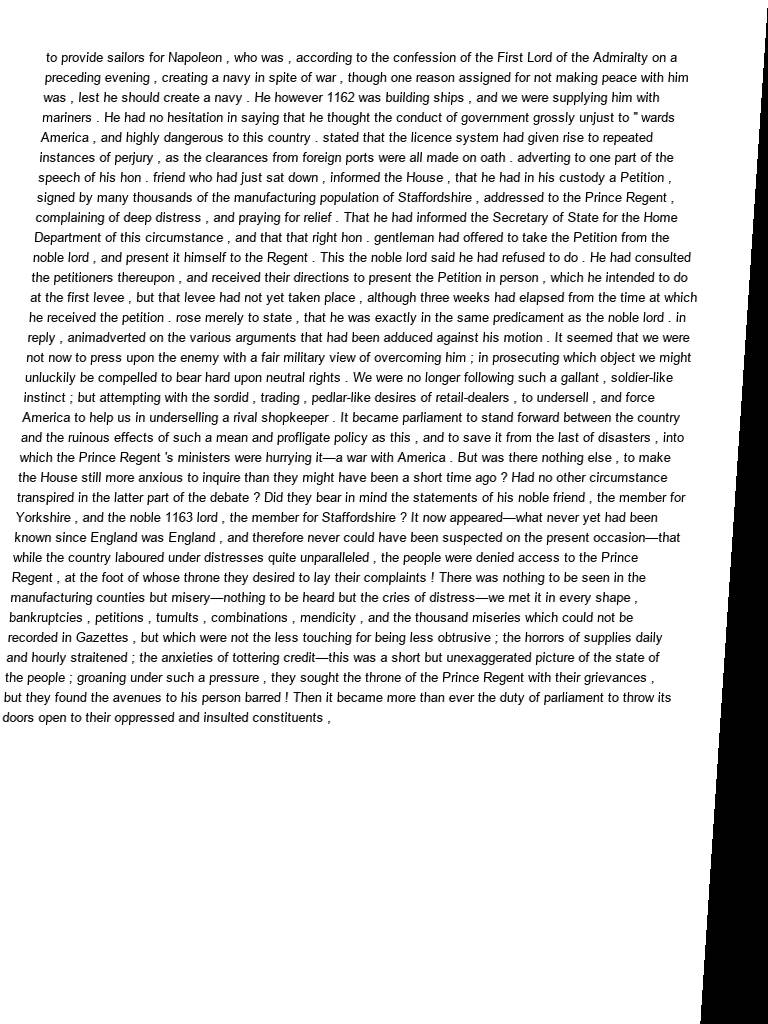 to provide sailors for Napoleon , who was , according to the confession of the First Lord of the Admiralty on a
preceding evening , creating a navy in spite of war , though one reason assigned for not making peace with him
was , lest he should create a navy . He however 1162 was building ships , and we were supplying him with
mariners . He had no hesitation in saying that he thought the conduct of government grossly unjust to " wards
America , and highly dangerous to this country . stated that the licence system had given rise to repeated
instances of perjury , as the clearances from foreign ports were all made on oath . adverting to one part of the
speech of his hon . friend who had just sat down , informed the House , that he had in his custody a Petition ,
signed by many thousands of the manufacturing population of Staffordshire , addressed to the Prince Regent ,
complaining of deep distress , and praying for relief . That he had informed the Secretary of State for the Home
Department of this circumstance , and that that right hon . gentleman had offered to take the Petition from the
noble lord , and present it himself to the Regent . This the noble lord said he had refused to do . He had consulted
the petitioners thereupon , and received their directions to present the Petition in person , which he intended to do
at the first levee , but that levee had not yet taken place , although three weeks had elapsed from the time at which
he received the petition . rose merely to state , that he was exactly in the same predicament as the noble lord . in
reply , animadverted on the various arguments that had been adduced against his motion . It seemed that we were
not now to press upon the enemy with a fair military view of overcoming him ; in prosecuting which object we might
unluckily be compelled to bear hard upon neutral rights . We were no longer following such a gallant , soldier-like
instinct ; but attempting with the sordid , trading , pedlar-like desires of retail-dealers , to undersell , and force
America to help us in underselling a rival shopkeeper . It became parliament to stand forward between the country
and the ruinous effects of such a mean and profligate policy as this , and to save it from the last of disasters , into
which the Prince Regent 's ministers were hurrying it—a war with America . But was there nothing else , to make
the House still more anxious to inquire than they might have been a short time ago ? Had no other circumstance
transpired in the latter part of the debate ? Did they bear in mind the statements of his noble friend , the member for
Yorkshire , and the noble 1163 lord , the member for Staffordshire ? It now appeared—what never yet had been
known since England was England , and therefore never could have been suspected on the present occasion—that
while the country laboured under distresses quite unparalleled , the people were denied access to the Prince
Regent , at the foot of whose throne they desired to lay their complaints ! There was nothing to be seen in the
manufacturing counties but misery—nothing to be heard but the cries of distress—we met it in every shape ,
bankruptcies , petitions , tumults , combinations , mendicity , and the thousand miseries which could not be
recorded in Gazettes , but which were not the less touching for being less obtrusive ; the horrors of supplies daily
and hourly straitened ; the anxieties of tottering credit—this was a short but unexaggerated picture of the state of
the people ; groaning under such a pressure , they sought the throne of the Prince Regent with their grievances ,
but they found the avenues to his person barred ! Then it became more than ever the duty of parliament to throw its
doors open to their oppressed and insulted constituents ,